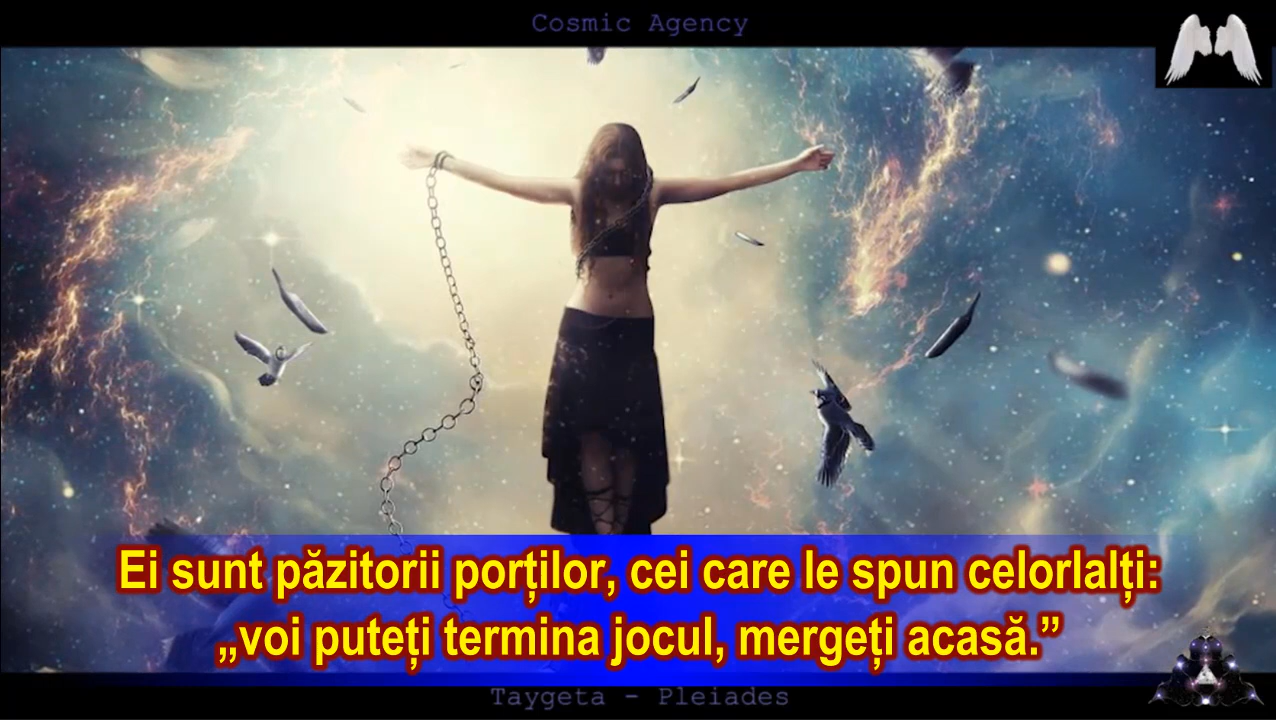 Cosmic Agency
Ei sunt păzitorii porților, cei care le spun celorlalți:
„voi puteți termina jocul, mergeți acasă.”
Taygeta - Pleiades